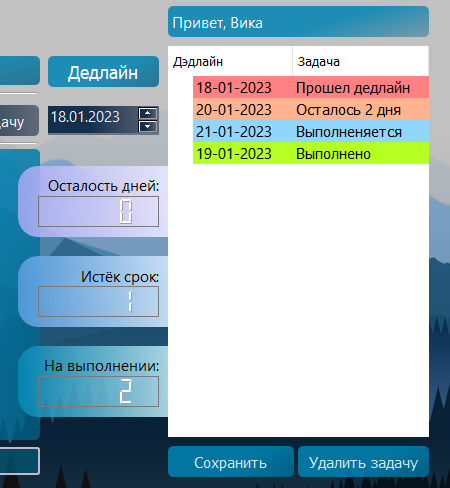 Привет, Вика
Дедлайн
дачу
18.01.2023
Дэдлайн Задача
18-01-2023 Прошел дедлайн
20-01-2023 Осталось 2 дня
21-01-2023 Выполненяется
19-01-2023 Выполнено
Осталость дней:
0
Истёк срок:
1
На выполнении:
2
Сохранить
Удалить задачу